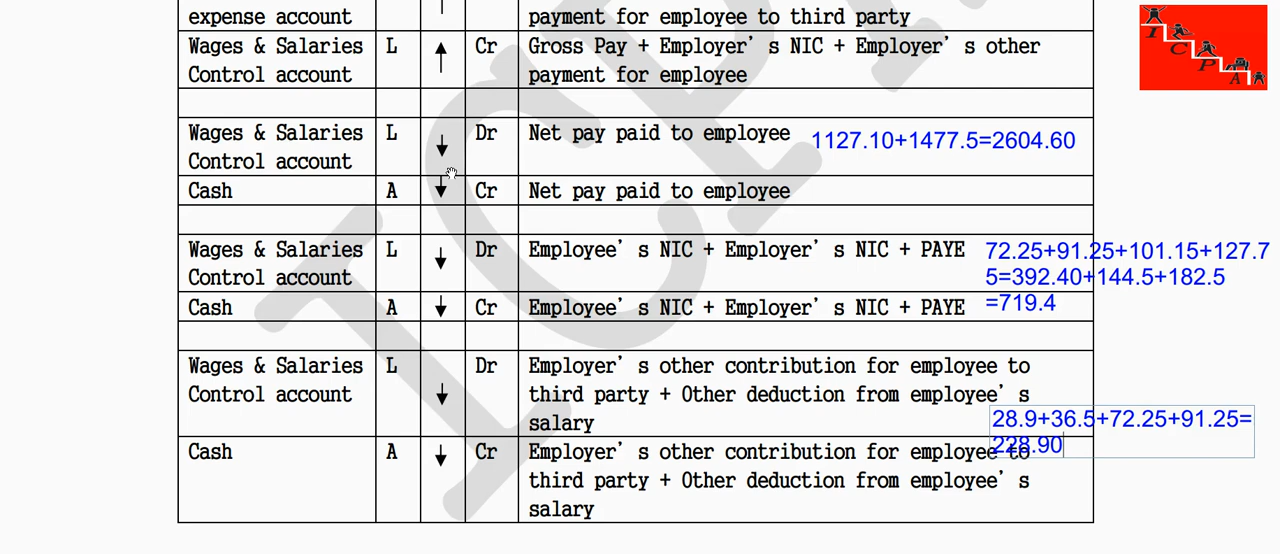 expense account payment for employee to third party
Wages & Salaries L Cr Gross Pay + Employer's NIC + Employer's other
Control account payment for employee
Wages & Salaries L Dr Net pay paid to employee 1127.10+1477.5=2604.60
Control account
Cash A Cr Net pay paid to employee
Wages & Salaries L Dr Employee's NIC + Employer's NIC + PAYE 72.25+91.25+101.15+127.7
Control account 5=392.40+144.5+182.5
Cash A Cr Employee's NIC + Employer's NIC + PAYE =719.4
Wages & Salaries L Dr Employer's other contribution for employee to
Control account third party + Other deduction from employee's
salary 28.9+36.5+72.25+91.25=
228.90
Cash A Cr Employer's other contribution for employee to
third party + Other deduction from employee's
salary
I
C
P
A
ICPA